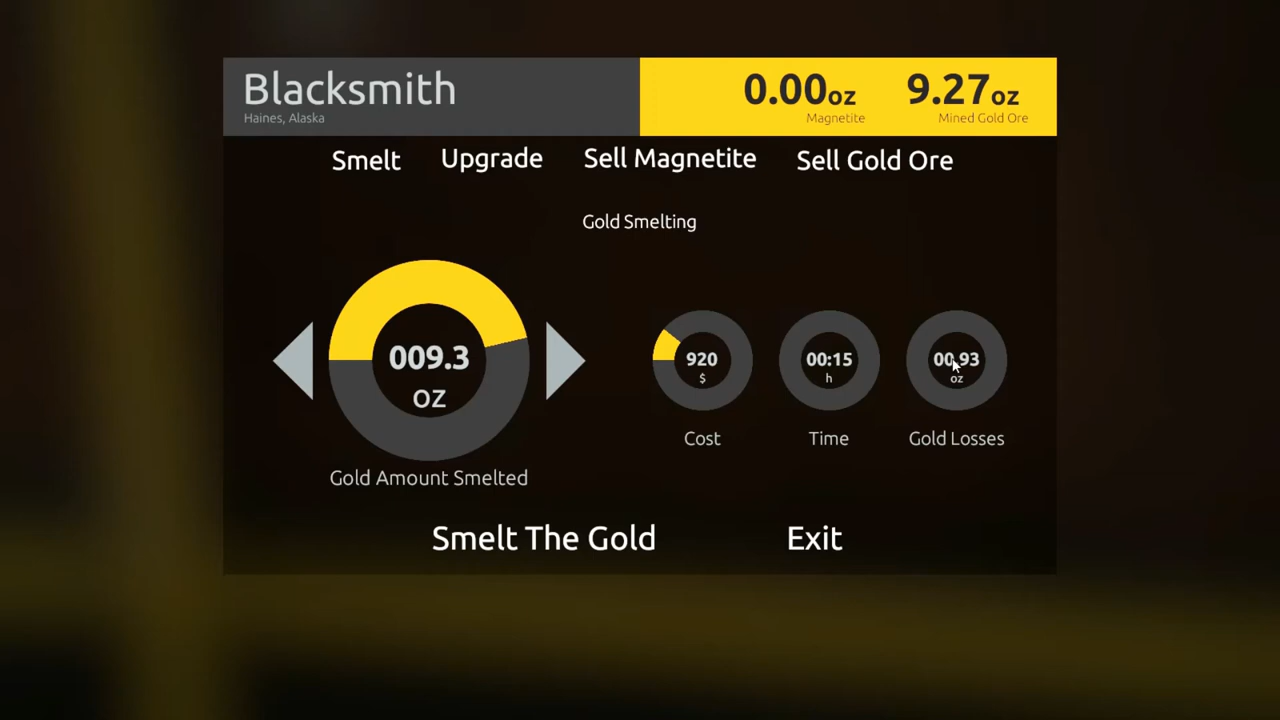 Blacksmith
Haines, Alaska
0.00oz
Magnetite
9.27oz
Mined Gold Ore
Smelt
Upgrade
Sell Magnetite
Sell Gold Ore
Gold Smelting
009.3
oz
Gold Amount Smelted
920
$
Cost
00:15
h
Time
00.93
oz
Gold Losses
Smelt The Gold
Exit